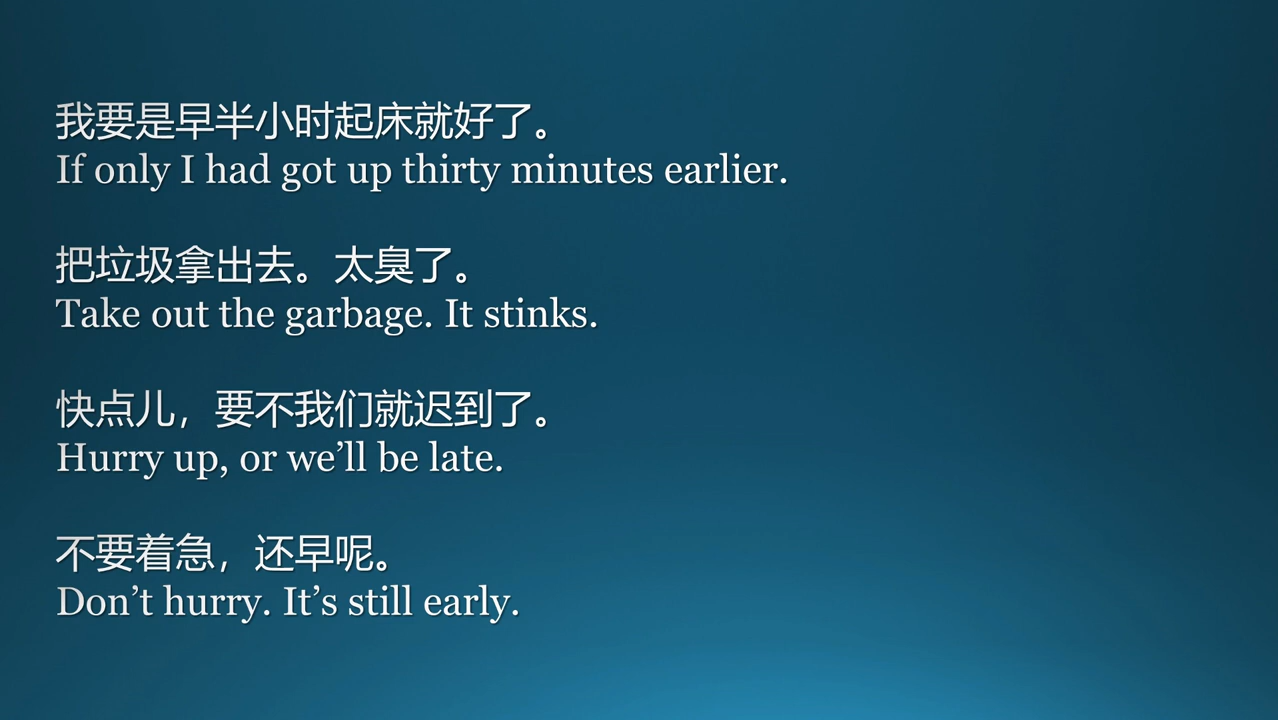 我要是早半小时起床就好了。
If only I had got up thirty minutes earlier.
把垃圾拿出去。太臭了。
Take out the garbage. It stinks.
快点儿，要不我们就迟到了。
Hurry up, or we’ll be late.
不要着急，还早呢。
Don’t hurry. It’s still early.